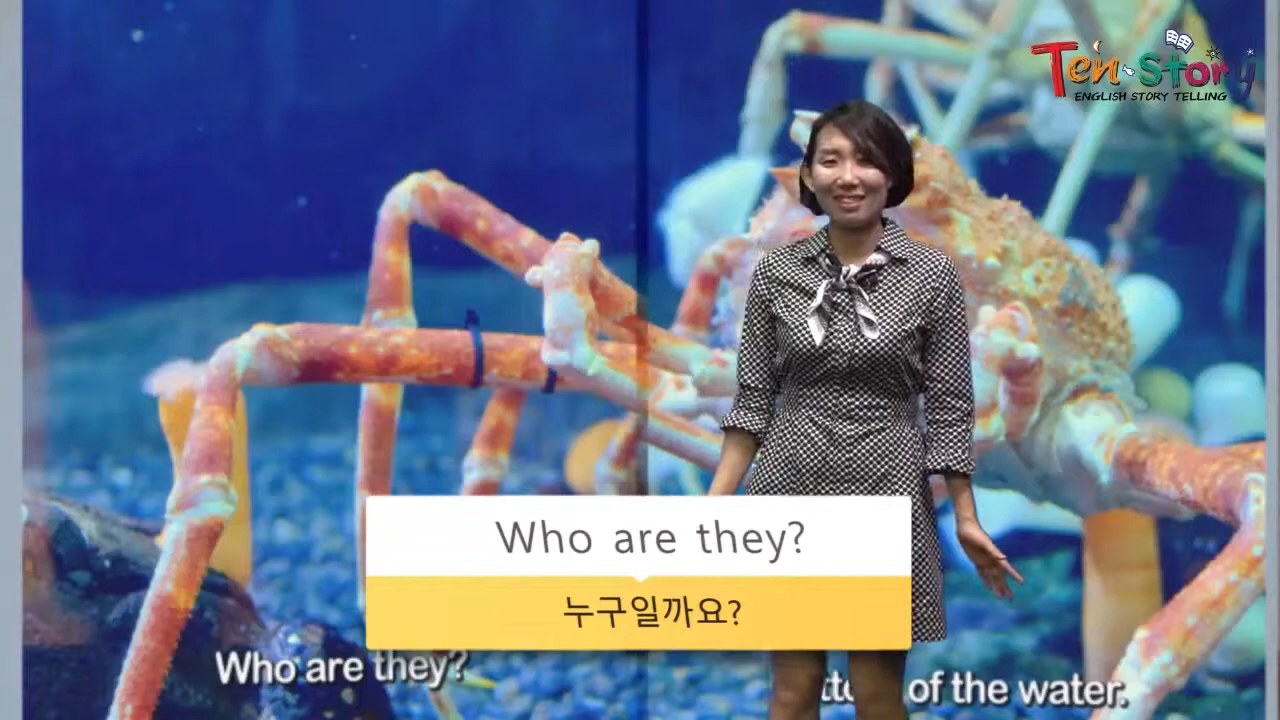 Ten Story
ENGLISH STORY TELLING
Who are they?
누구일까요?
Who are they?
of the water.